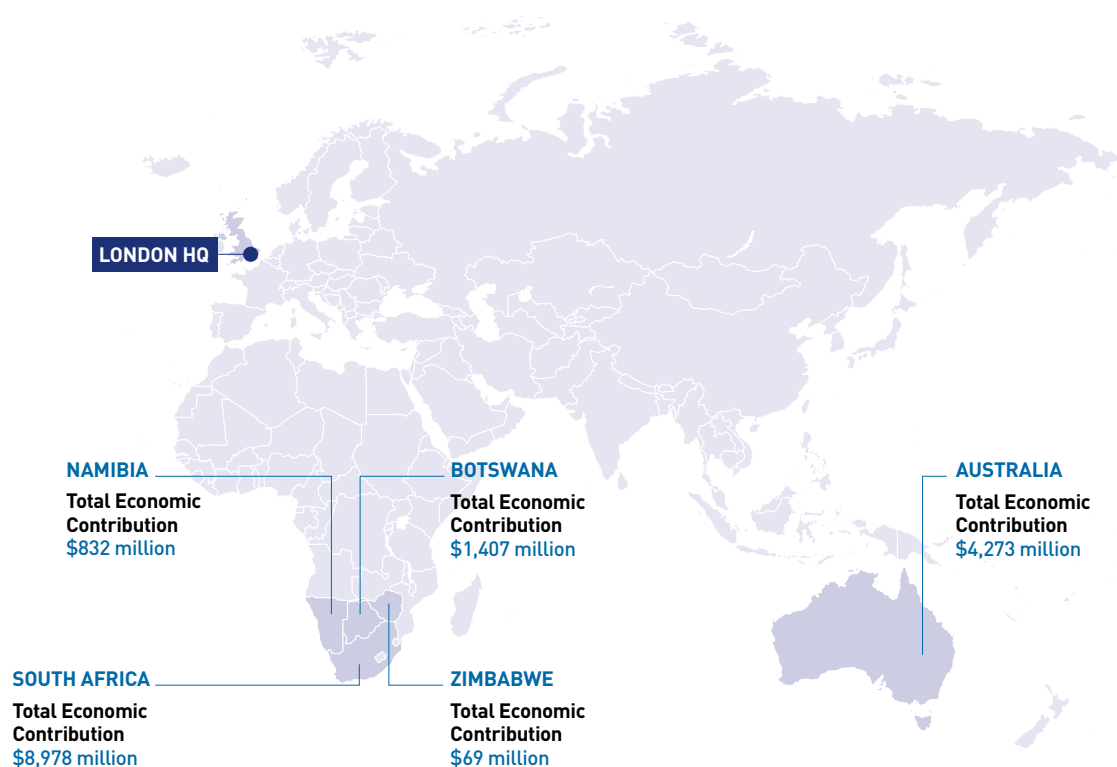 LONDON HQ
NAMIBIA
Total Economic
Contribution
$832 million
BOTSWANA
Total Economic
Contribution
$1,407 million
AUSTRALIA
Total Economic
Contribution
$4,273 million
SOUTH AFRICA
Total Economic
Contribution
$8,978 million
ZIMBABWE
Total Economic
Contribution
$69 million